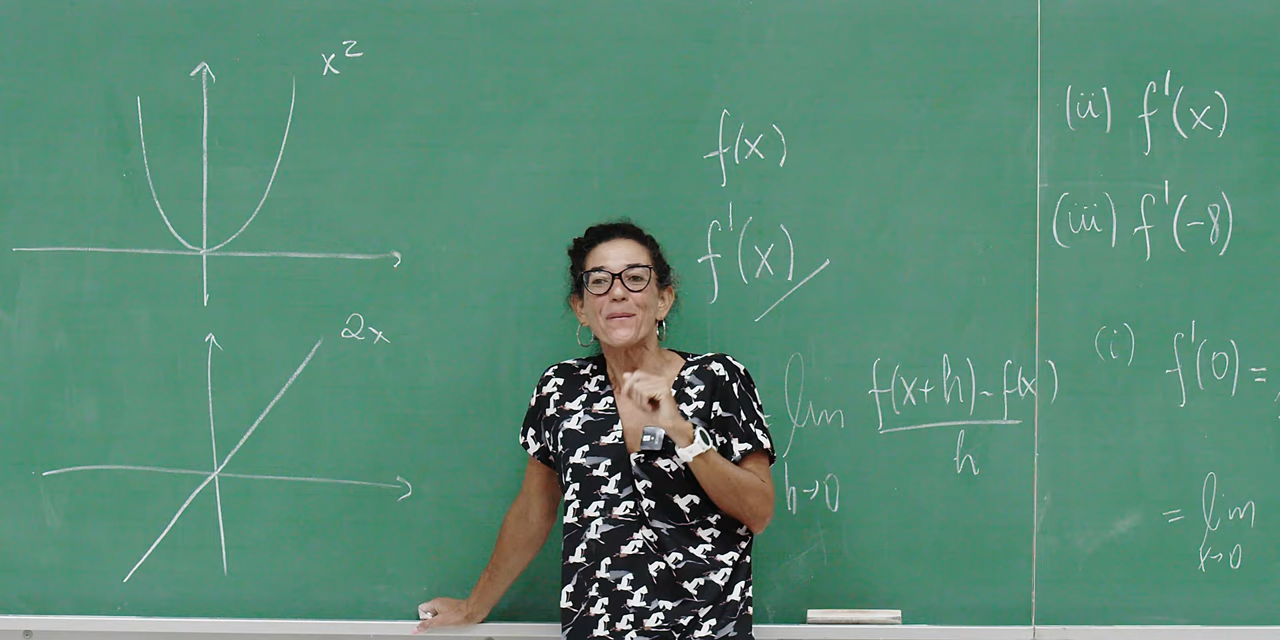 x²
2x
f(x)
f'(x)
lim f(x+h)-f(x)
h→0 h
(ii) f'(x)
(iii) f'(-8)
(i) f'(0) =
= lim
x→0